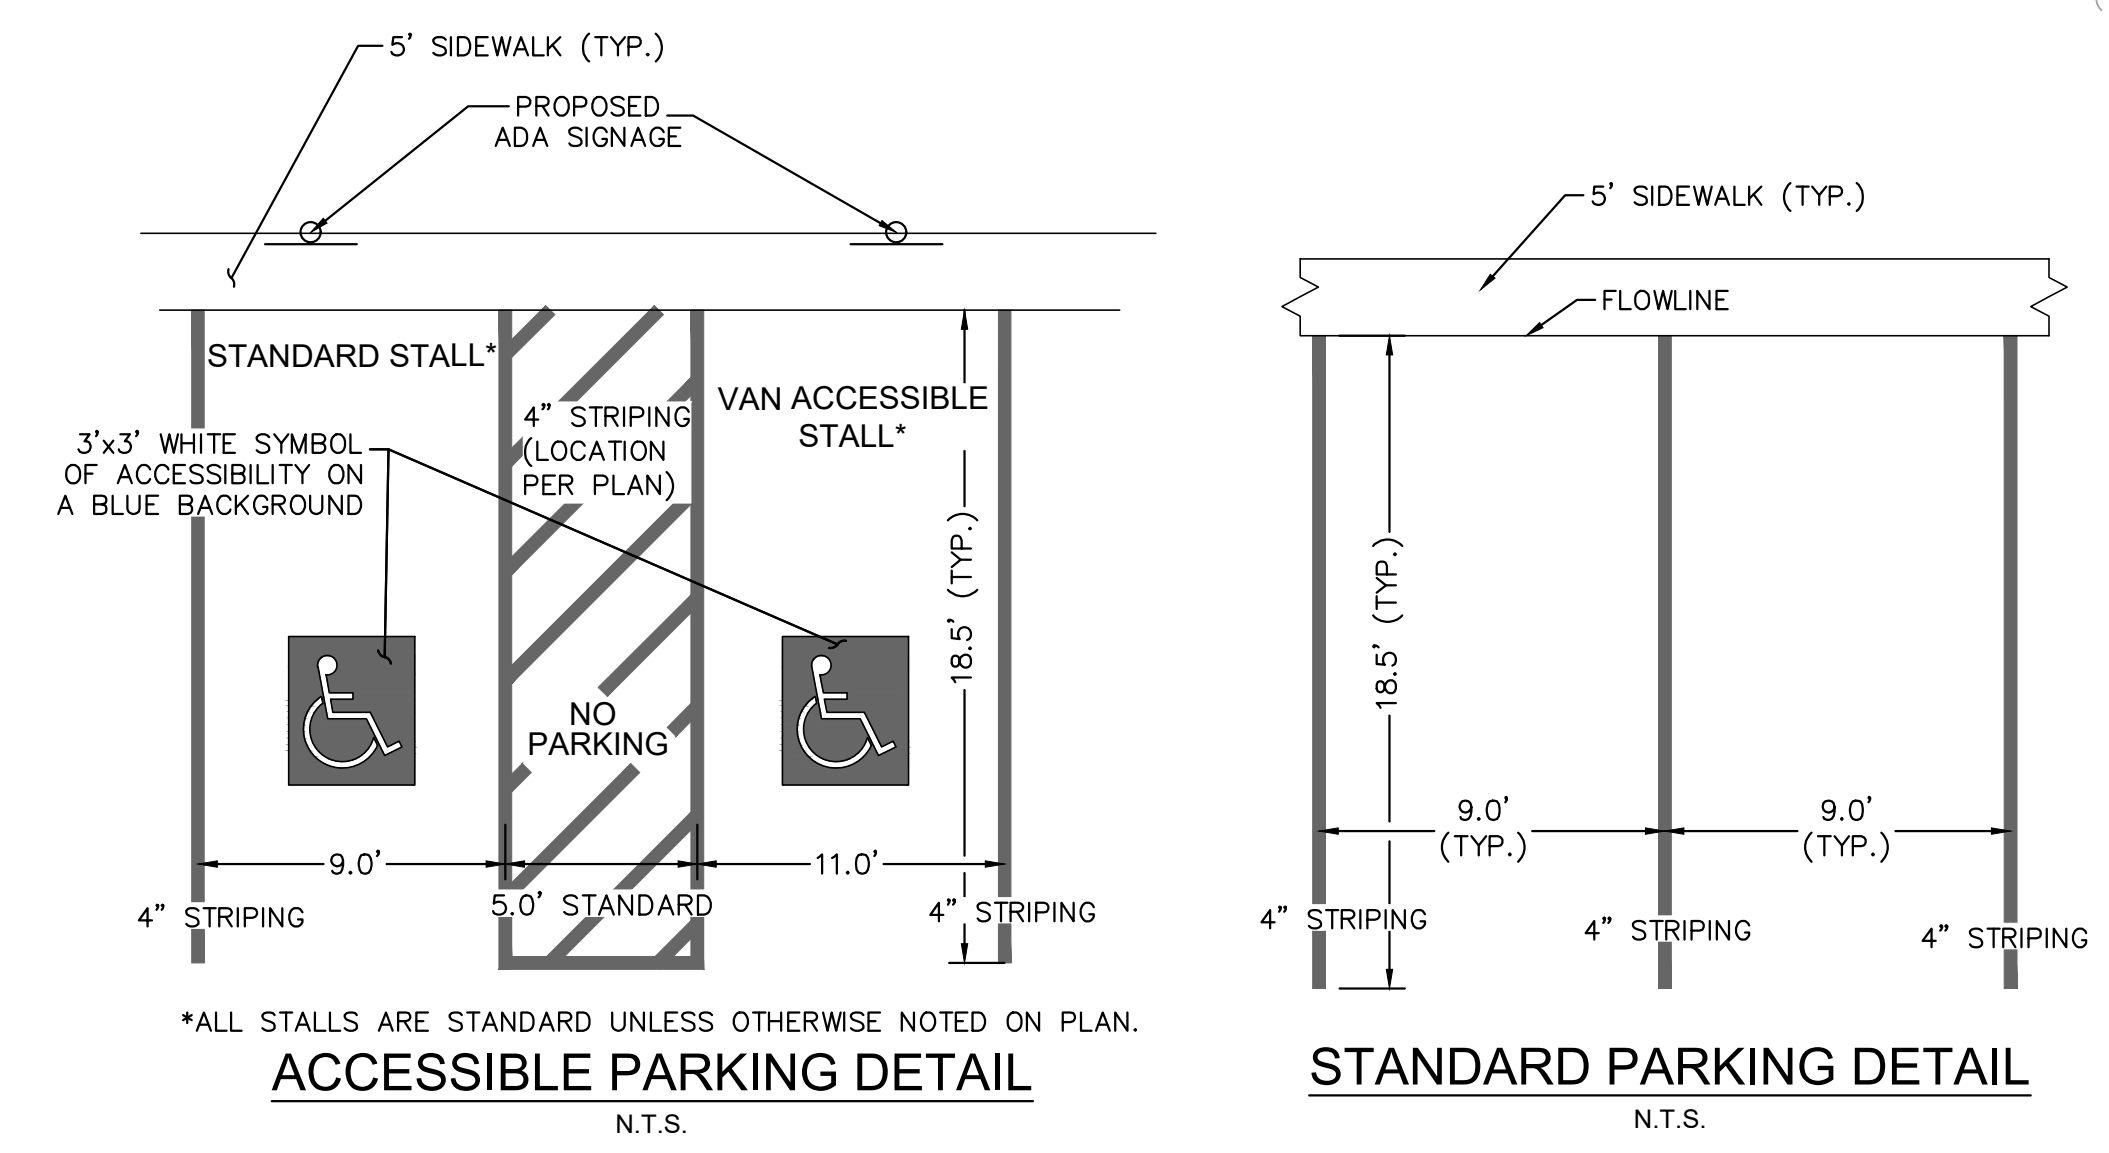 5' SIDEWALK (TYP.)
PROPOSED
ADA SIGNAGE
STANDARD STALL*
4" STRIPING
(LOCATION
PER PLAN)
VAN ACCESSIBLE
STALL*
3'x3' WHITE SYMBOL
OF ACCESSIBILITY ON
A BLUE BACKGROUND
18.5' (TYP.)
NO
PARKING
9.0'
11.0'
5.0' STANDARD
4" STRIPING
4" STRIPING
*ALL STALLS ARE STANDARD UNLESS OTHERWISE NOTED ON PLAN.
ACCESSIBLE PARKING DETAIL
N.T.S.
5' SIDEWALK (TYP.)
FLOWLINE
18.5' (TYP.)
9.0'
(TYP.)
9.0'
(TYP.)
4" STRIPING
4" STRIPING
4" STRIPING
STANDARD PARKING DETAIL
N.T.S.